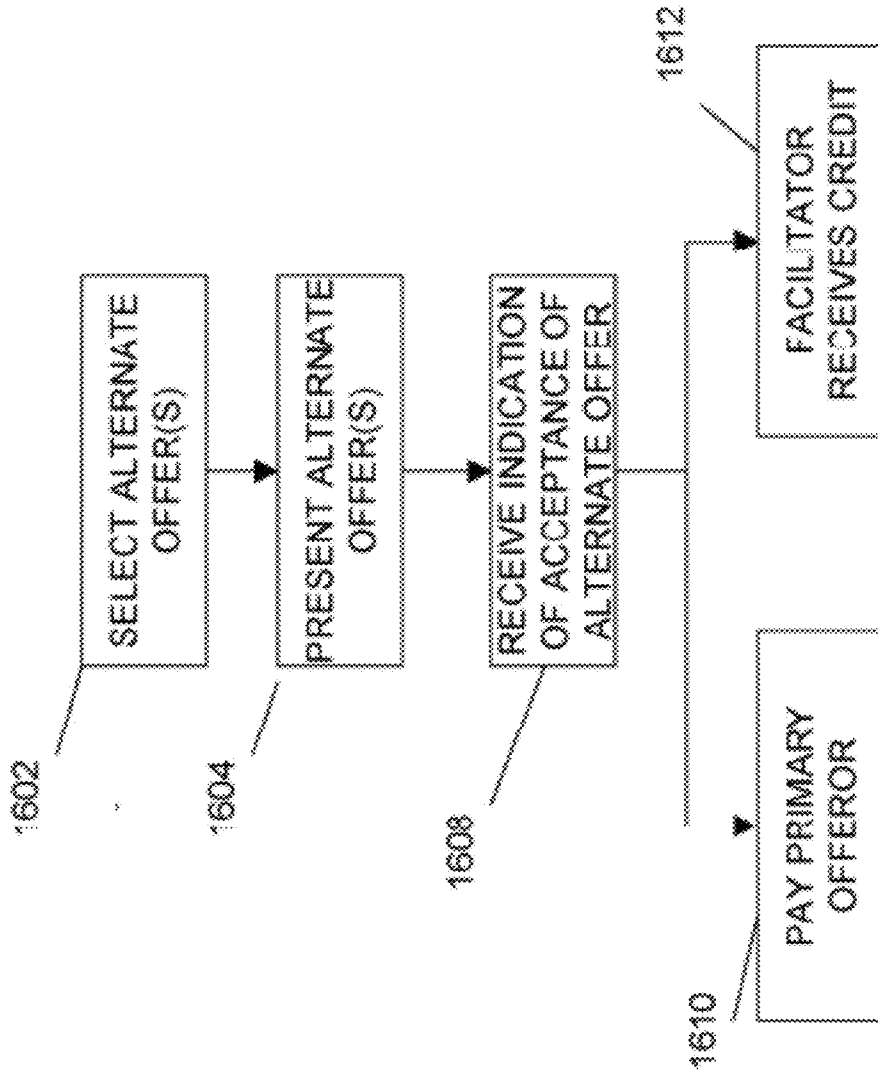 1602
SELECT ALTERNATE
OFFER(S)
1604
PRESENT ALTERNATE
OFFER(S)
1608
RECEIVE INDICATION
OF ACCEPTANCE OF
ALTERNATE OFFER
1610
PAY PRIMARY
OFFEROR
1612
FACILITATOR
RECEIVES CREDIT